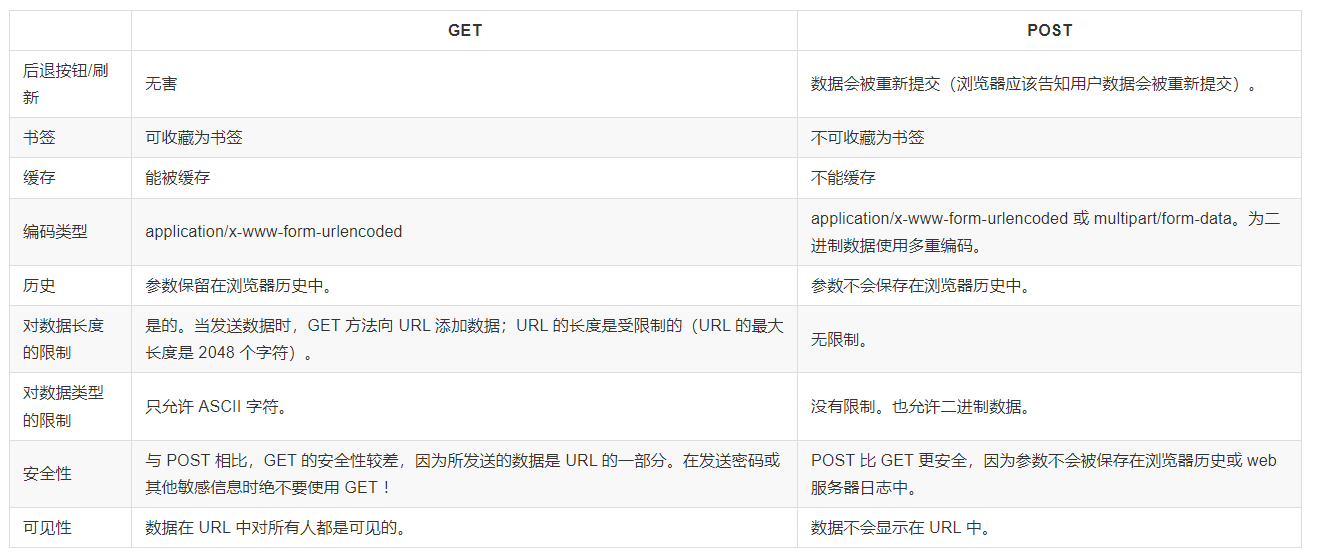 GET
POST
后退按钮/刷
新
无害
数据会被重新提交（浏览器应该告知用户数据会被重新提交）。
书签
可收藏为书签
不可收藏为书签
缓存
能被缓存
不能缓存
编码类型
application/x-www-form-urlencoded
application/x-www-form-urlencoded 或 multipart/form-data。为二
进制数据使用多重编码。
历史
参数保留在浏览器历史中。
参数不会保存在浏览器历史中。
对数据长度
的限制
是的。当发送数据时，GET 方法向 URL 添加数据；URL 的长度是受限制的（URL 的最大
长度是 2048 个字符）。
无限制。
对数据类型
的限制
只允许 ASCII 字符。
没有限制。也允许二进制数据。
安全性
与 POST 相比，GET 的安全性较差，因为所发送的数据是 URL 的一部分。在发送密码或
其他敏感信息时绝不要使用 GET ！
POST 比 GET 更安全，因为参数不会被保存在浏览器历史或 web
服务器日志中。
可见性
数据在 URL 中对所有人都是可见的。
数据不会显示在 URL 中。